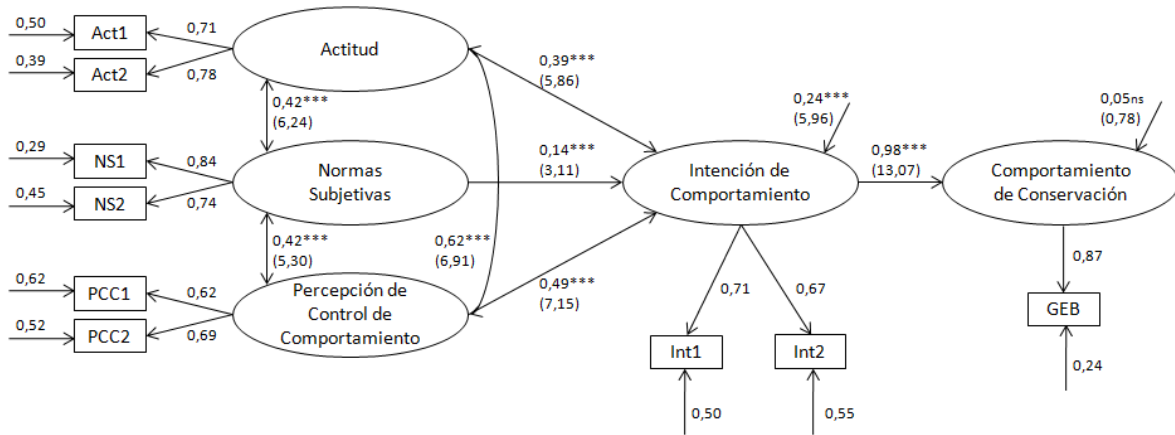 0,50
Act1
0,71
Actitud
0,39
Act2
0,78
0,39***
(5,86)
0,42***
(6,24)
0,24***
(5,96)
0,05ns
(0,78)
0,29
NS1
0,84
Normas
Subjetivas
0,45
NS2
0,74
0,14***
(3,11)
Intención de
Comportamiento
0,98***
(13,07)
Comportamiento
de Conservación
0,42***
(5,30)
0,62***
(6,91)
0,49***
(7,15)
0,62
PCC1
0,62
Percepción de
Control de
Comportamiento
0,52
PCC2
0,69
0,71
0,67
0,87
Int1
Int2
GEB
0,50
0,55
0,24